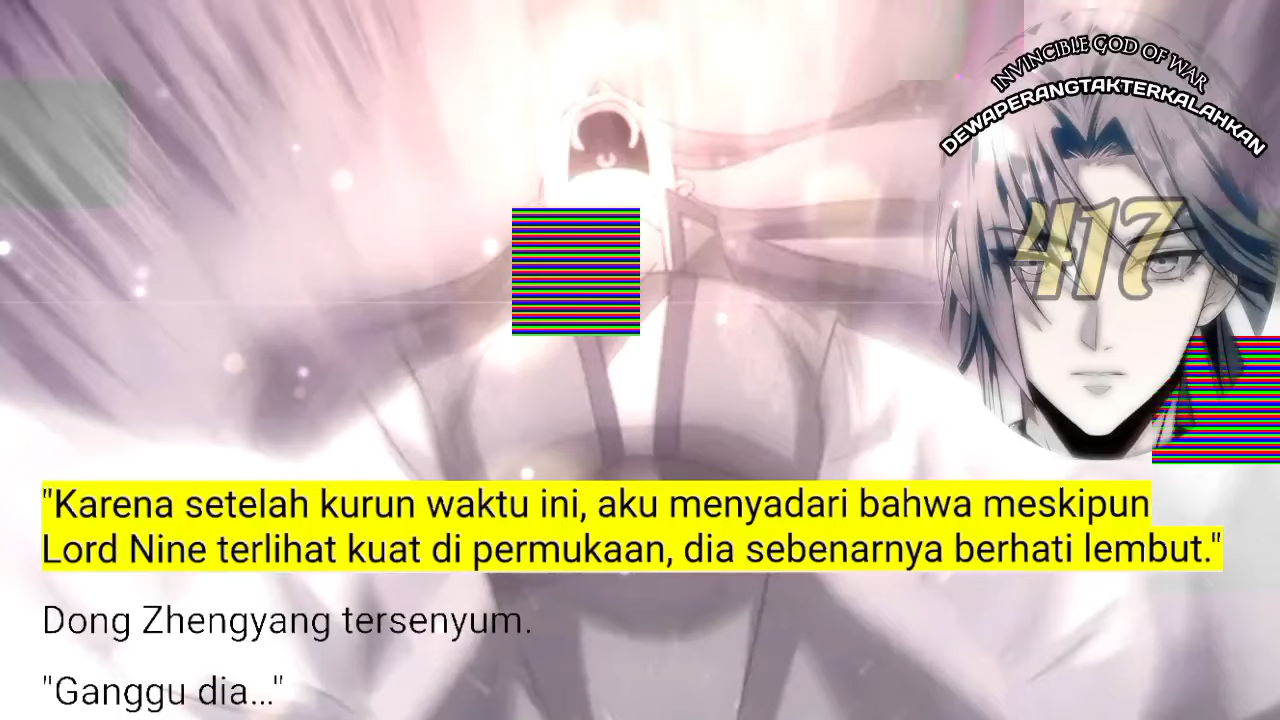 INVINCIBLE GOD OF WAR
DEWAPERANGTAKTERKALAHKAN
417
"Karena setelah kurun waktu ini, aku menyadari bahwa meskipun
Lord Nine terlihat kuat di permukaan, dia sebenarnya berhati lembut."
Dong Zhengyang tersenyum.
"Ganggu dia..."